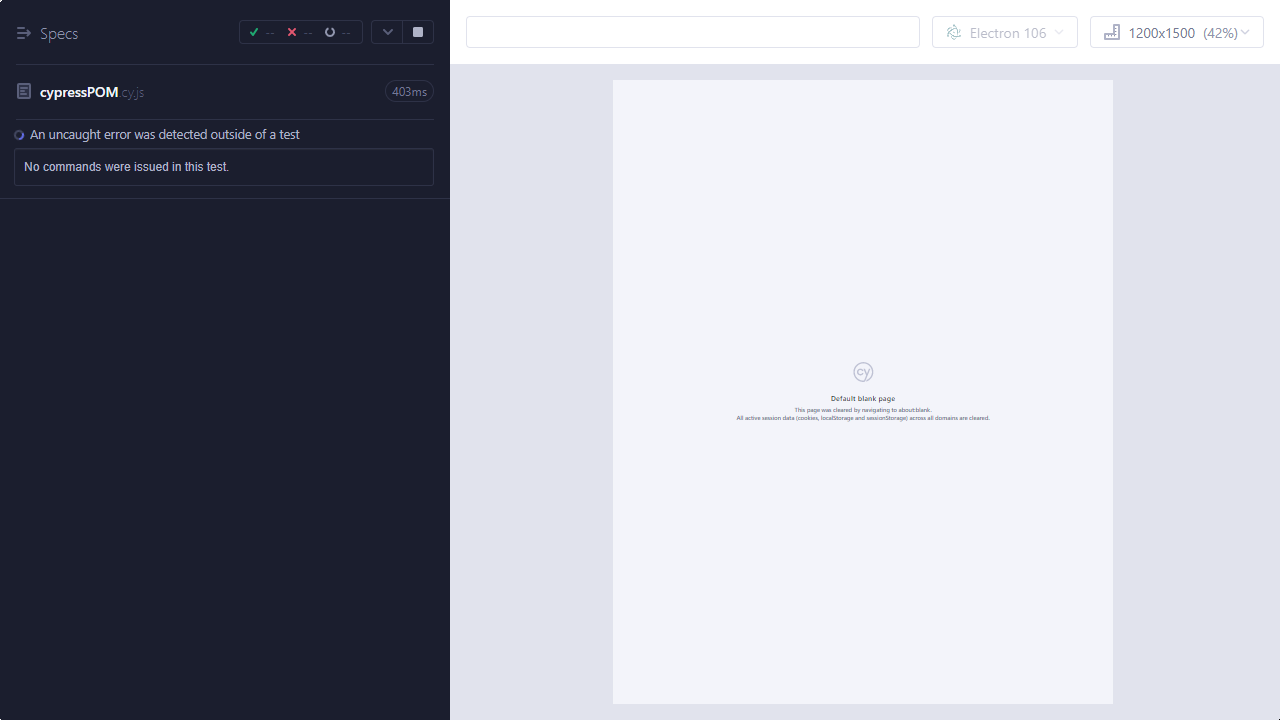 Specs
--
--
--
cypressPOM.cy.js
403ms
An uncaught error was detected outside of a test
No commands were issued in this test.
Electron 106
1200x1500 (42%)
cy
Default blank page
This page was cleared by navigating to about:blank.
All active session data (cookies, localStorage and sessionStorage) across all domains are cleared.